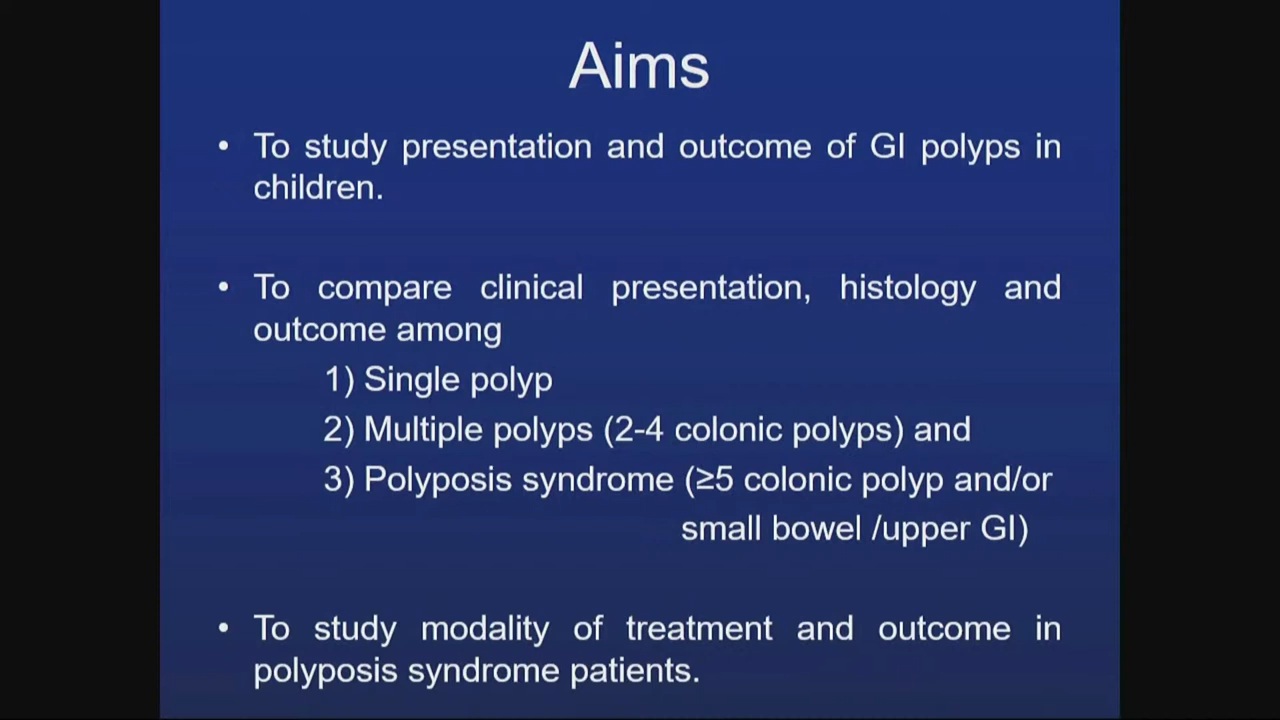 Aims
• To study presentation and outcome of GI polyps in
children.
• To compare clinical presentation, histology and
outcome among
1) Single polyp
2) Multiple polyps (2-4 colonic polyps) and
3) Polyposis syndrome (≥5 colonic polyp and/or
small bowel /upper GI)
• To study modality of treatment and outcome in
polyposis syndrome patients.